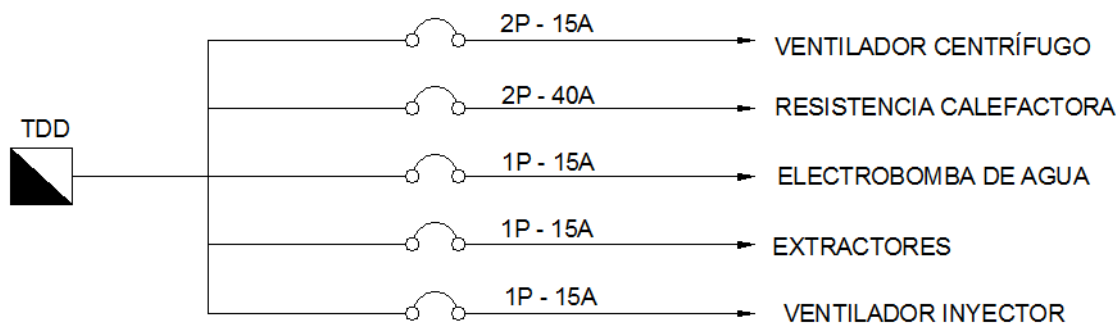 2P - 15A
VENTILADOR CENTRÍFUGO
2P - 40A
RESISTENCIA CALEFACTORA
TDD
1P - 15A
ELECTROBOMBA DE AGUA
1P - 15A
EXTRACTORES
1P - 15A
VENTILADOR INYECTOR